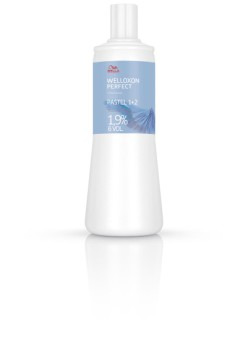 Wella
WELLOXON
PERFECT
PASTEL 1+2
1.9%
6 VOL.